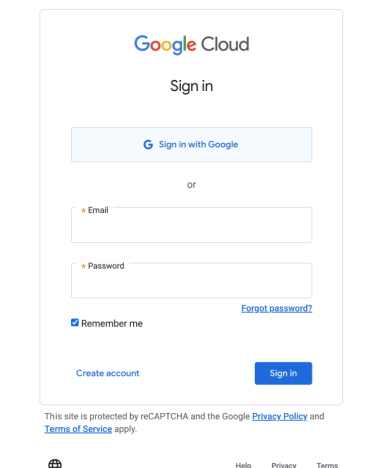 Google Cloud
Sign in
G Sign in with Google
or
* Email
* Password
Forgot password?
Remember me
Create account
Sign in
This site is protected by reCAPTCHA and the Google Privacy Policy and
Terms of Service apply.
Help Privacy Terms